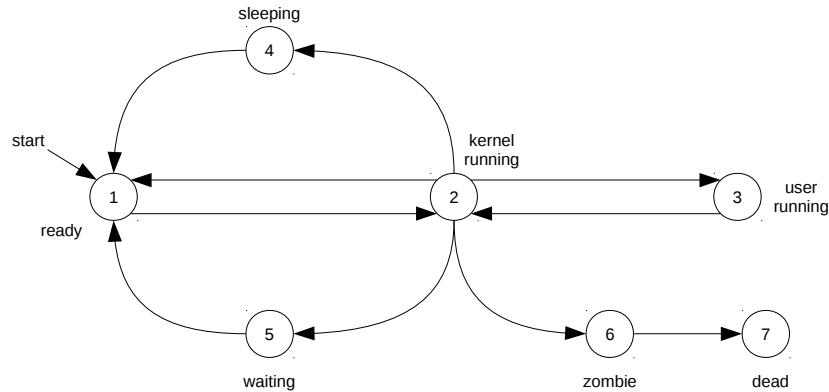 sleeping
4
start
kernel
running
1
2
3
user
running
ready
5
6
7
waiting
zombie
dead